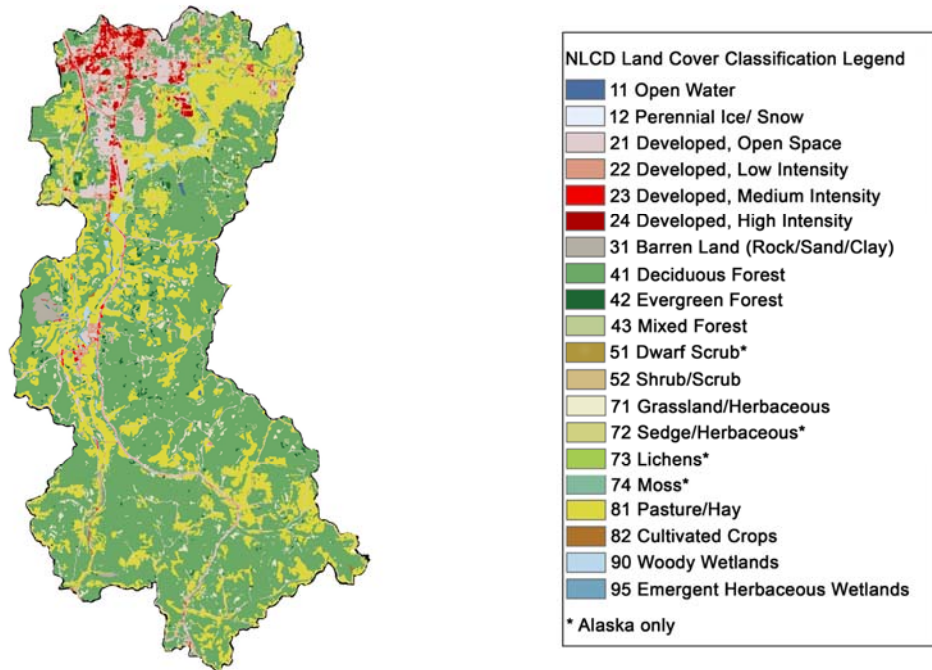 NLCD Land Cover Classification Legend
11 Open Water
12 Perennial Ice/ Snow
21 Developed, Open Space
22 Developed, Low Intensity
23 Developed, Medium Intensity
24 Developed, High Intensity
31 Barren Land (Rock/Sand/Clay)
41 Deciduous Forest
42 Evergreen Forest
43 Mixed Forest
51 Dwarf Scrub*
52 Shrub/Scrub
71 Grassland/Herbaceous
72 Sedge/Herbaceous*
73 Lichens*
74 Moss*
81 Pasture/Hay
82 Cultivated Crops
90 Woody Wetlands
95 Emergent Herbaceous Wetlands
* Alaska only